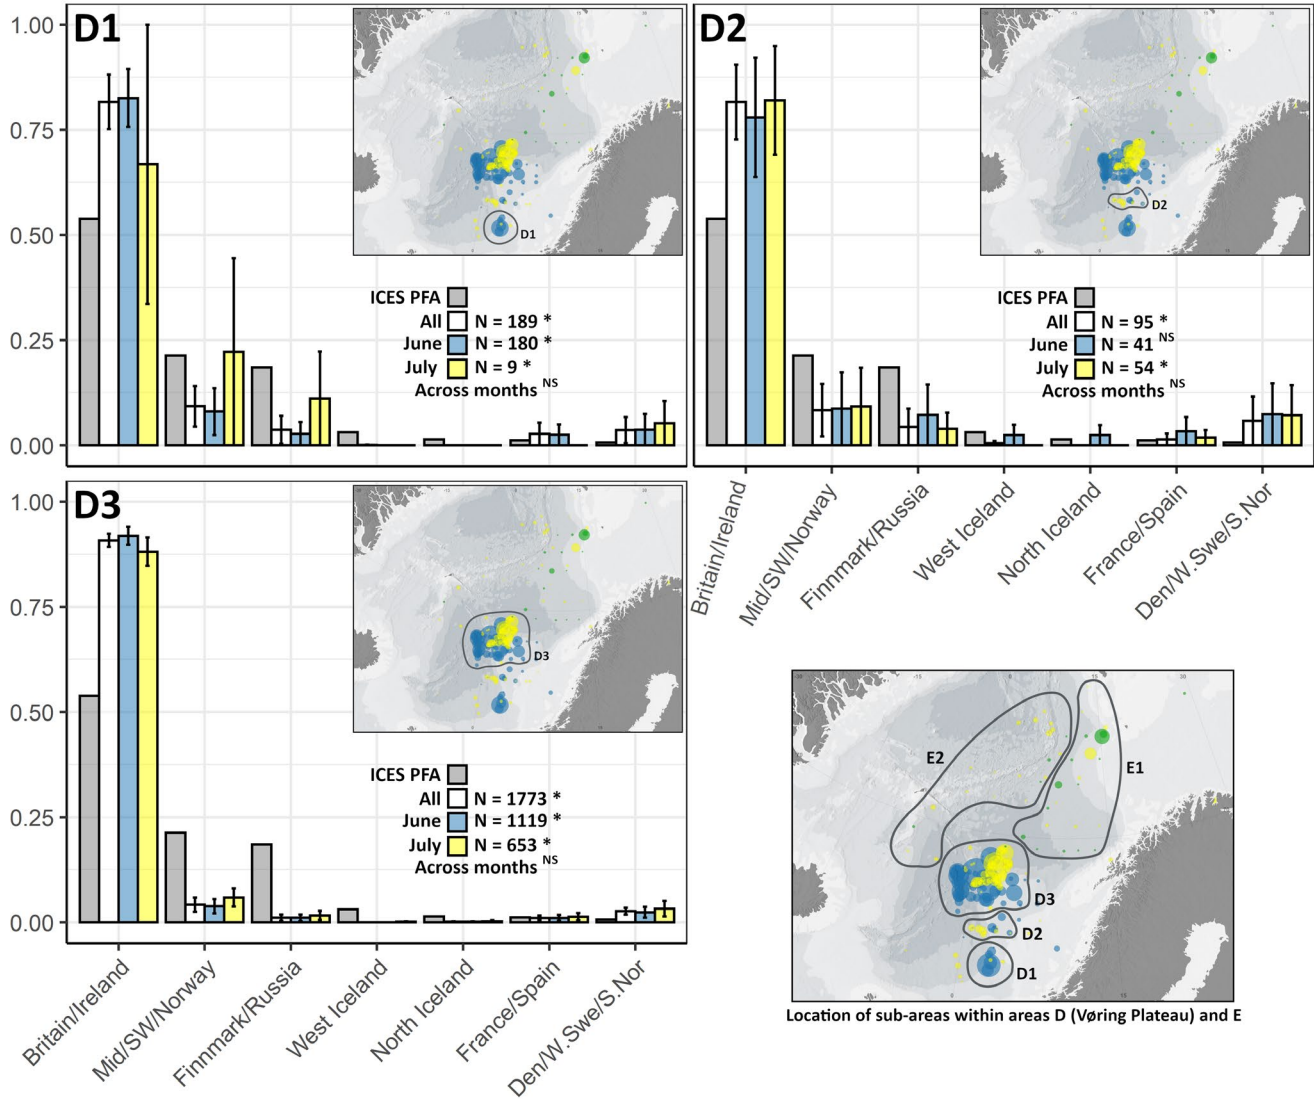 D1
1.00
0.75
0.50
0.25
0.00
D1
ICES PFA
All N = 189 *
June N = 180 *
July N = 9 *
Across months NS
D2
D2
ICES PFA
All N = 95 *
June N = 41 NS
July N = 54 *
Across months NS
Britain/Ireland
Mid/SW/Norway
Finnmark/Russia
West Iceland
North Iceland
France/Spain
Den/W.Swe/S.Nor
D3
1.00
0.75
0.50
0.25
0.00
D3
ICES PFA
All N = 1773 *
June N = 1119 *
July N = 653 *
Across months NS
Britain/Ireland
Mid/SW/Norway
Finnmark/Russia
West Iceland
North Iceland
France/Spain
Den/W.Swe/S.Nor
E2
E1
D3
D2
D1
Location of sub-areas within areas D (Vøring Plateau) and E